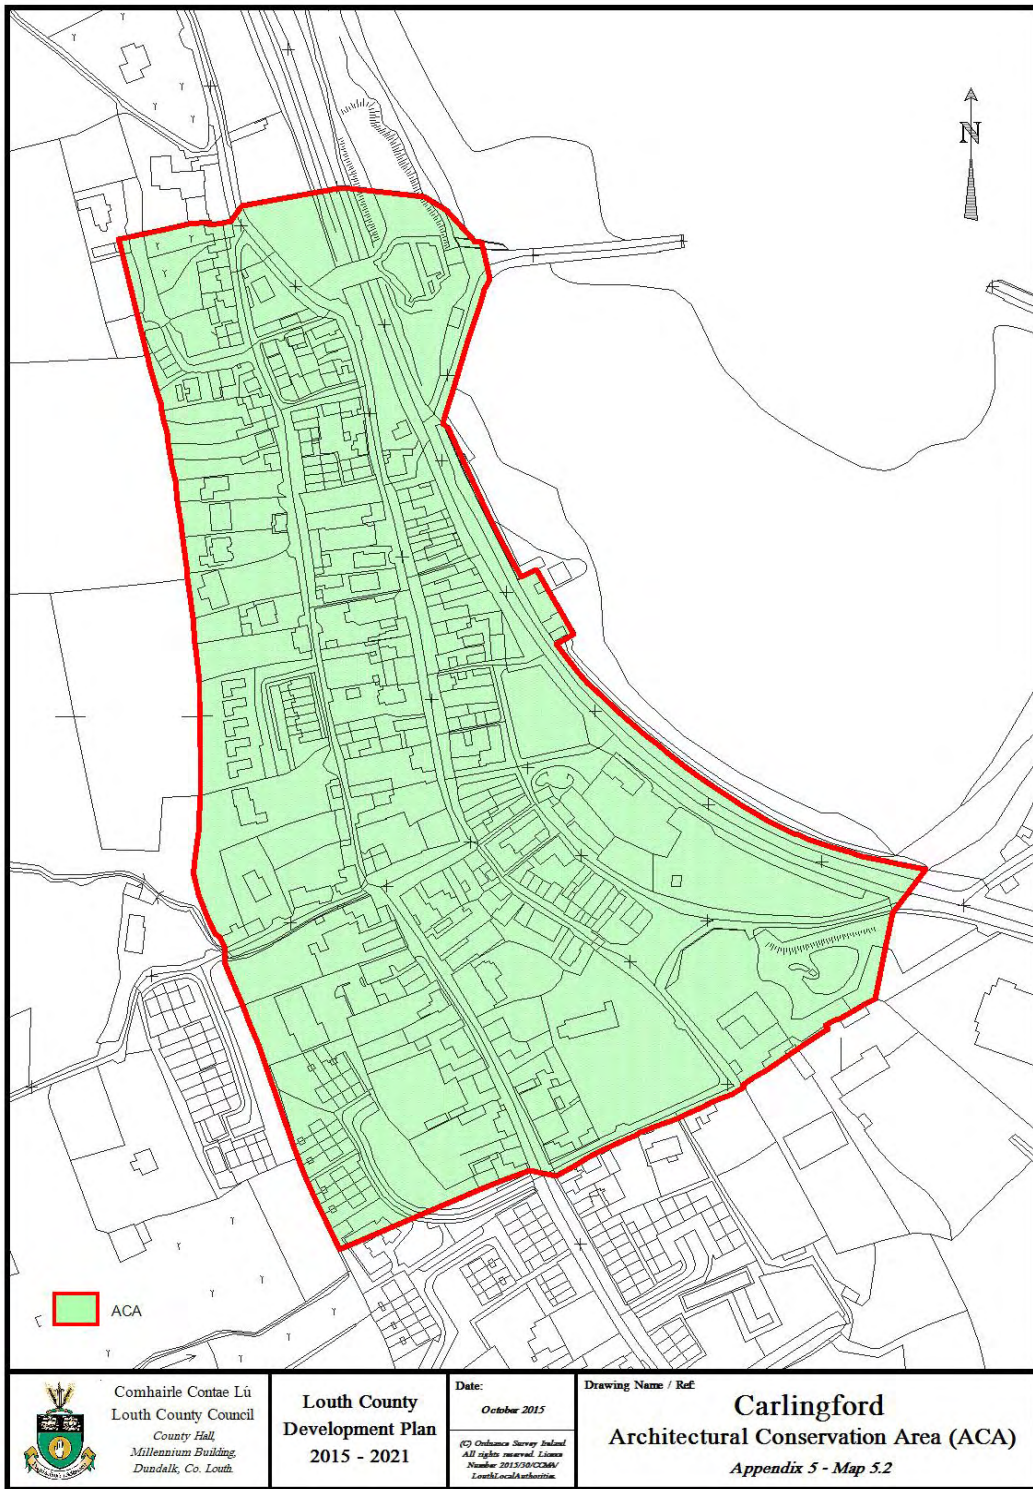 N
ACA
Comhairle Contae Lú
Louth County Council
County Hall,
Millennium Building,
Dundalk, Co. Louth.
Louth County
Development Plan
2015 - 2021
Date:
October 2015
(C) Ordnance Survey Ireland
All rights reserved. Licence
Number 2015/30/CCMA/
LouthLocalAuthorities.
Drawing Name / Ref:
Carlingford
Architectural Conservation Area (ACA)
Appendix 5 - Map 5.2